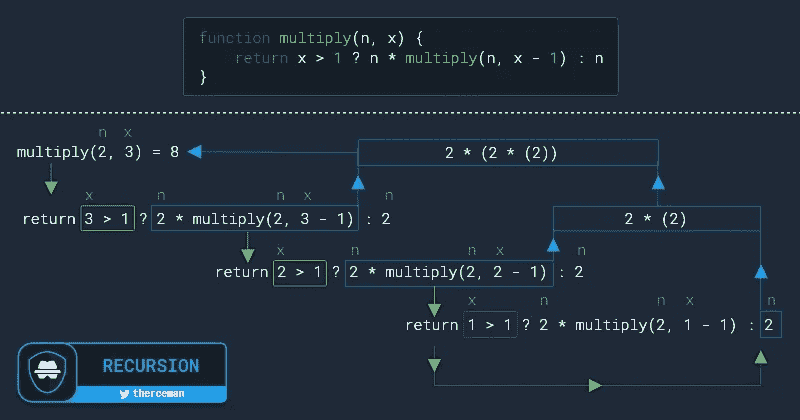 function multiply(n, x) {
return x > 1 ? n * multiply(n, x - 1) : n
}
n x
multiply(2, 3) = 8
2 * (2 * (2))
x n n x n
return 3 > 1 ? 2 * multiply(2, 3 - 1) : 2
2 * (2)
x n n x n
return 2 > 1 ? 2 * multiply(2, 2 - 1) : 2
x n n x n
return 1 > 1 ? 2 * multiply(2, 1 - 1) : 2
RECURSION
therceman